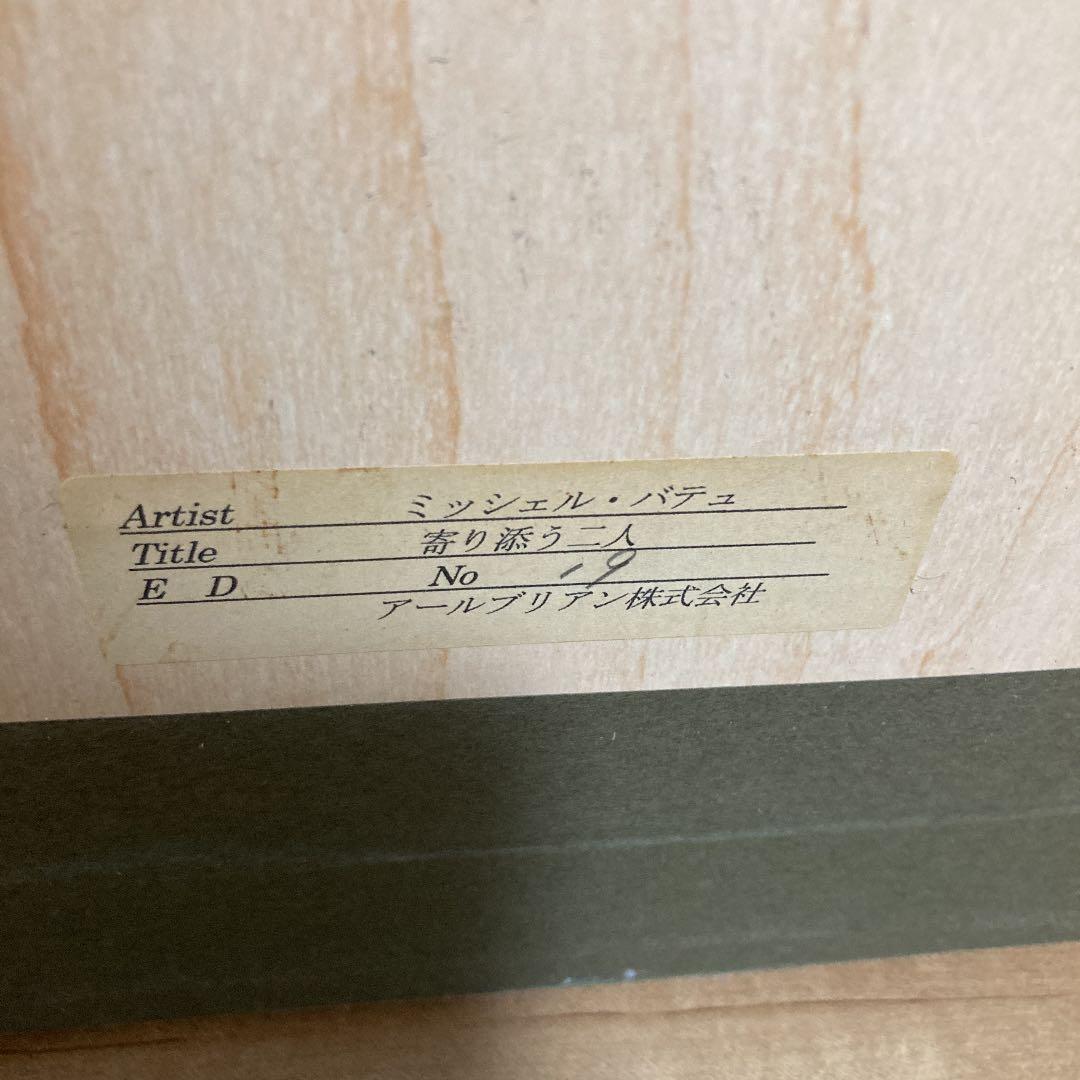 Artist ミッシェル・バテュ
Title 寄り添う二人
E D No 19
アールブリアン株式会社